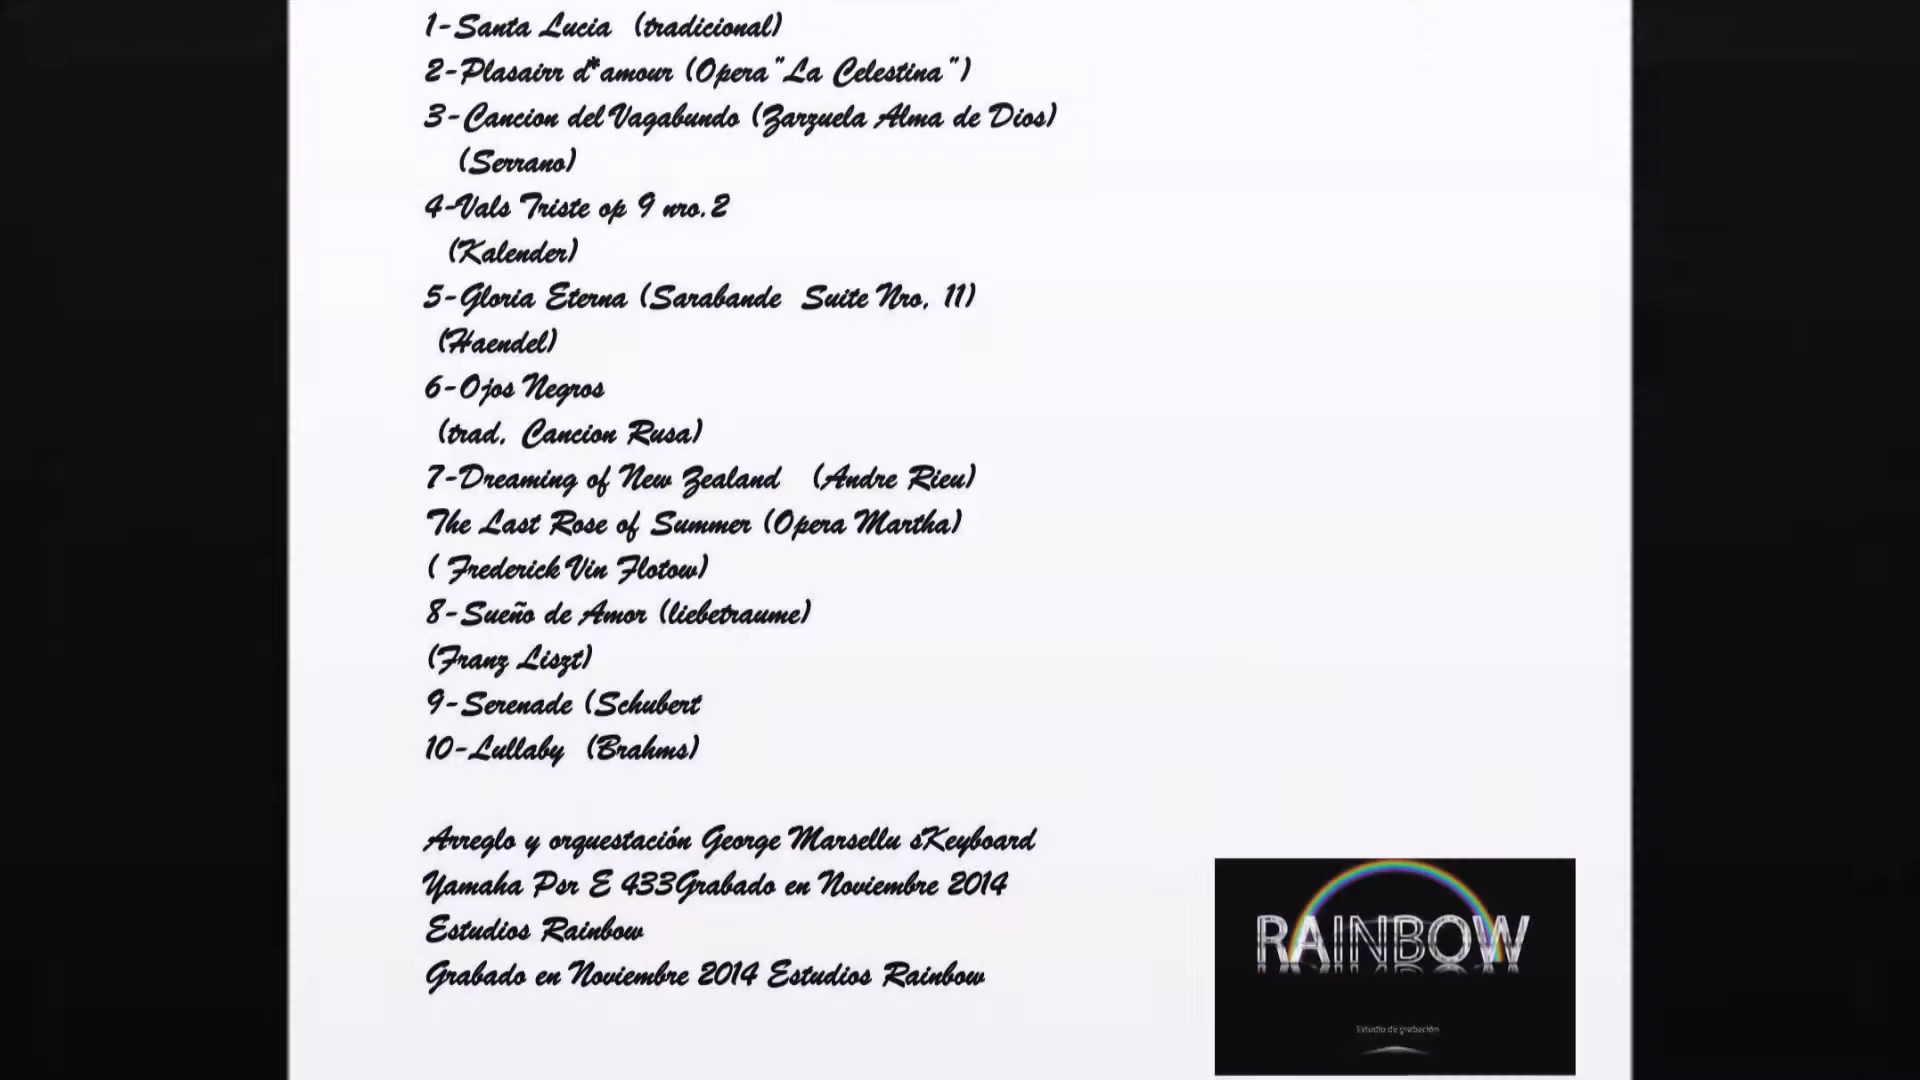 1-Santa Lucia (tradicional)
2-Plasairr d*amour (Opera"La Celestina")
3-Cancion del Vagabundo (Zarzuela Alma de Dios)
(Serrano)
4-Vals Triste op 9 nro.2
(Kalender)
5-Gloria Eterna (Sarabande Suite Nro, 11)
(Haendel)
6-Ojos Negros
(trad, Cancion Rusa)
7-Dreaming of New Zealand (Andre Rieu)
The Last Rose of Summer (Opera Martha)
( Frederick Vin Flotow)
8-Sueño de Amor (liebetraume)
(Franz Liszt)
9-Serenade (Schubert
10-Lullaby (Brahms)
Arreglo y orquestación George Marsellu sKeyboard
Yamaha Psr E 433Grabado en Noviembre 2014
Estudios Rainbow
Grabado en Noviembre 2014 Estudios Rainbow
RAINBOW
Estudio de grabación